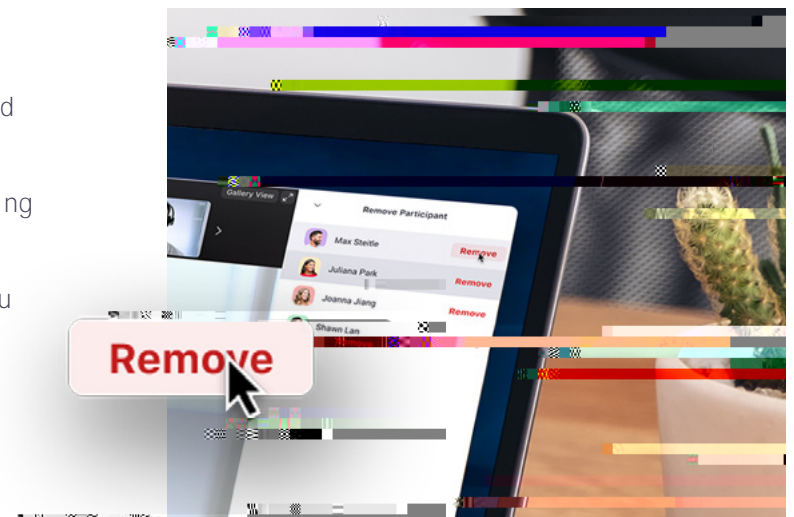 d
ng
u
Gallery View
Remove Participant
Max Steitle Remove
Juliana Park Remove
Joanna Jiang Remove
Shawn Lan
Remove